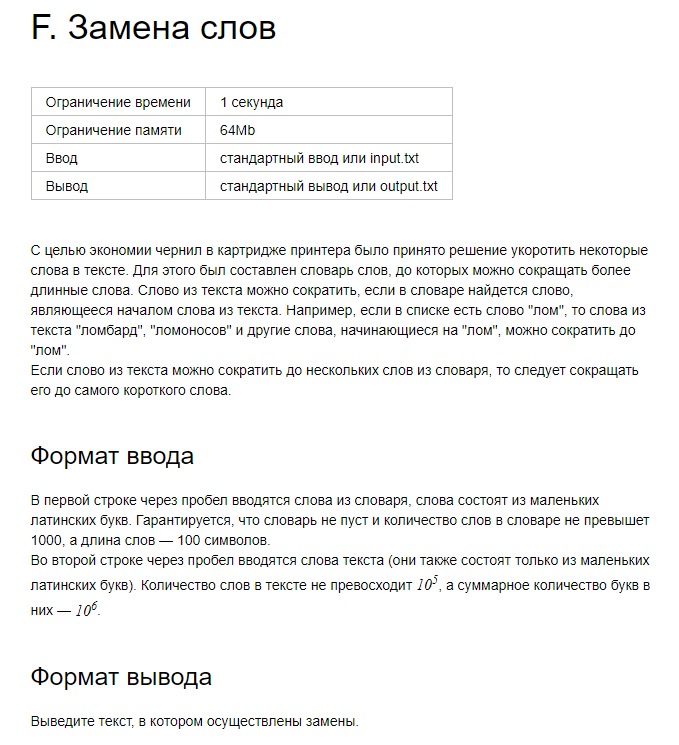 F. Замена слов
Ограничение времени 1 секунда
Ограничение памяти 64Mb
Ввод стандартный ввод или input.txt
Вывод стандартный вывод или output.txt
С целью экономии чернил в картридже принтера было принято решение укоротить некоторые
слова в тексте. Для этого был составлен словарь слов, до которых можно сокращать более
длинные слова. Слово из текста можно сократить, если в словаре найдется слово,
являющееся началом слова из текста. Например, если в списке есть слово "лом", то слова из
текста "ломбард", "ломоносов" и другие слова, начинающиеся на "лом", можно сократить до
"лом".
Если слово из текста можно сократить до нескольких слов из словаря, то следует сокращать
его до самого короткого слова.
Формат ввода
В первой строке через пробел вводятся слова из словаря, слова состоят из маленьких
латинских букв. Гарантируется, что словарь не пуст и количество слов в словаре не превышет
1000, а длина слов — 100 символов.
Во второй строке через пробел вводятся слова текста (они также состоят только из маленьких
латинских букв). Количество слов в тексте не превосходит 10^5, а суммарное количество букв в
них — 10^6.
Формат вывода
Выведите текст, в котором осуществлены замены.